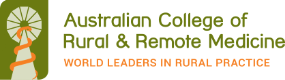 Australian College of
Rural & Remote Medicine
WORLD LEADERS IN RURAL PRACTICE